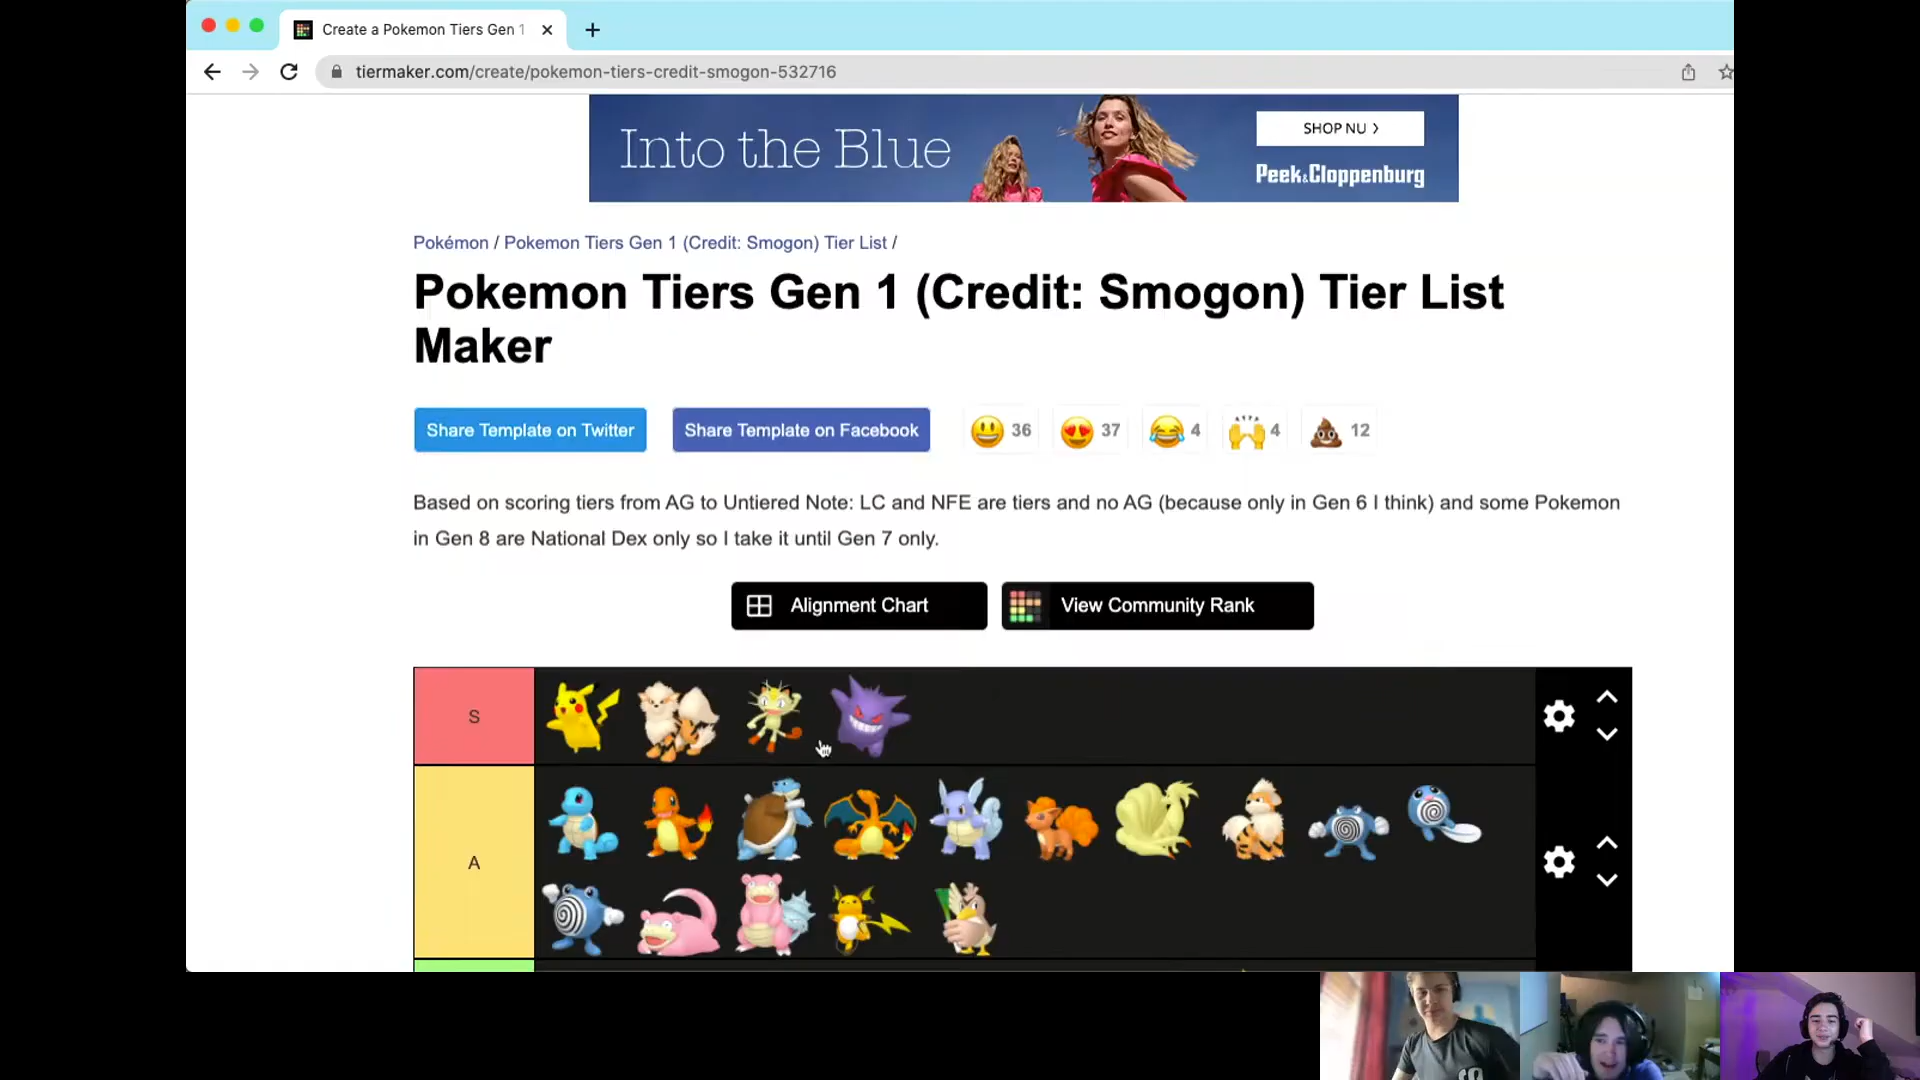 Create a Pokemon Tiers Gen 1
tiermaker.com/create/pokemon-tiers-credit-smogon-532716
Into the Blue
SHOP NU >
Peek&Cloppenburg
Pokémon / Pokemon Tiers Gen 1 (Credit: Smogon) Tier List /
Pokemon Tiers Gen 1 (Credit: Smogon) Tier List
Maker
Share Template on Twitter
Share Template on Facebook
36
37
4
4
12
Based on scoring tiers from AG to Untiered Note: LC and NFE are tiers and no AG (because only in Gen 6 I think) and some Pokemon
in Gen 8 are National Dex only so I take it until Gen 7 only.
Alignment Chart
View Community Rank
S
A